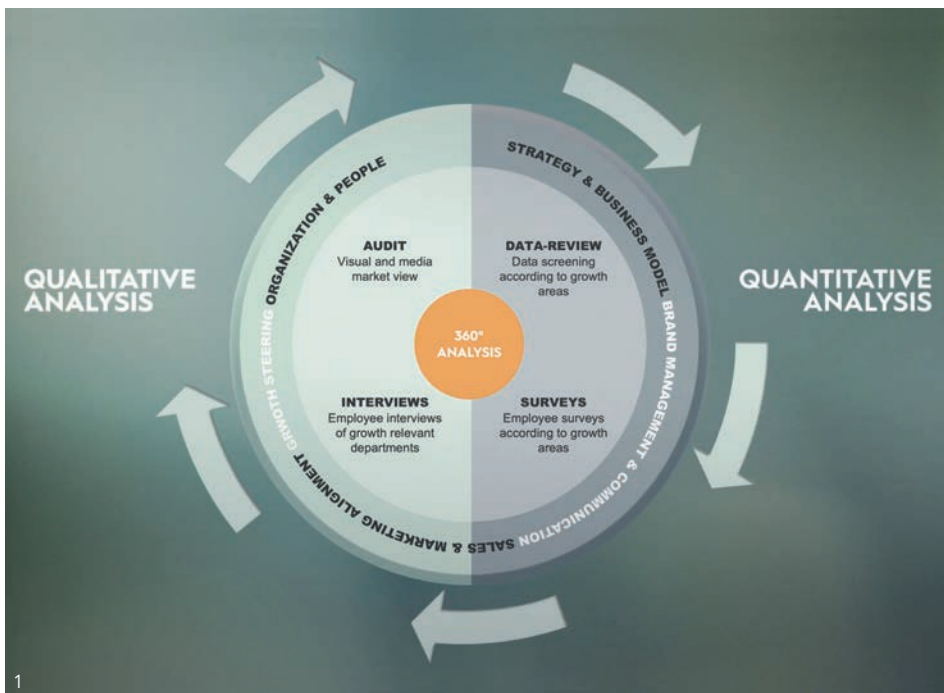 ORGANIZATION & PEOPLE
STRATEGY & BUSINESS MODEL
BRAND MANAGEMENT & COMMUNICATION
SALES & MARKETING ALIGNMENT
GRWOTH STEERING
QUALITATIVE
ANALYSIS
AUDIT
Visual and media
market view
DATA-REVIEW
Data screening
according to growth
areas
QUANTITATIVE
ANALYSIS
360°
ANALYSIS
INTERVIEWS
Employee interviews
of growth relevant
departments
SURVEYS
Employee surveys
according to growth
areas
1